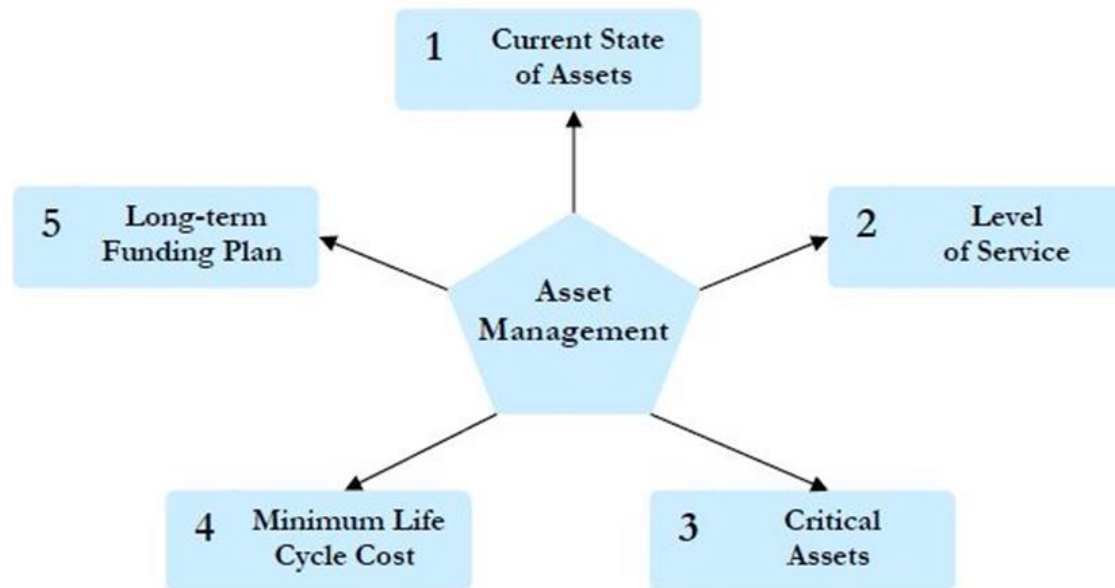 1 Current State
of Assets
5 Long-term
Funding Plan
2 Level
of Service
Asset
Management
4 Minimum Life
Cycle Cost
3 Critical
Assets